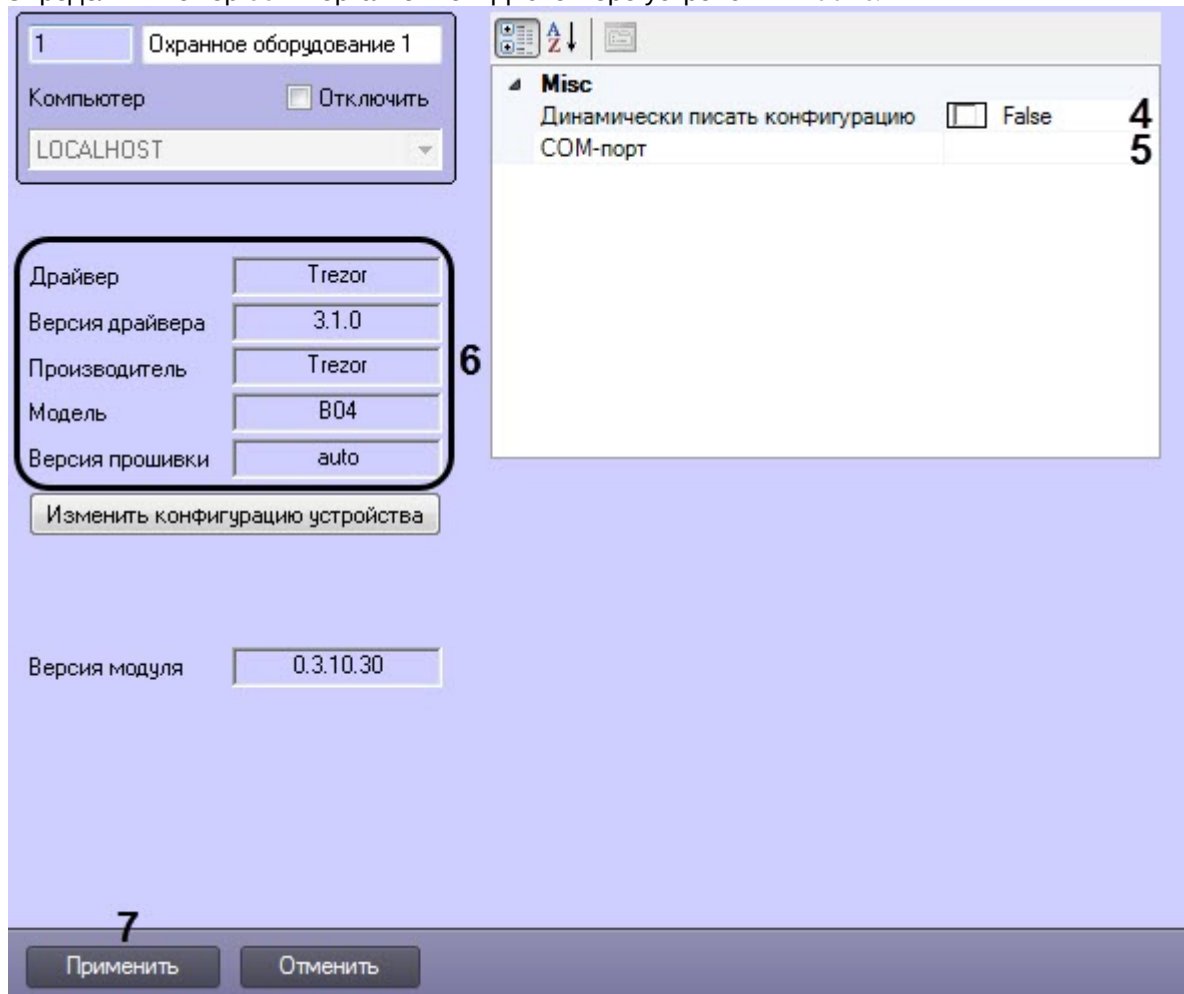 1 Охранное оборудование 1
Компьютер Отключить
LOCALHOST
Misc
Динамически писать конфигурацию False 4
COM-порт 5
Драйвер Trezor
Версия драйвера 3.1.0
Производитель Trezor 6
Модель B04
Версия прошивки auto
Изменить конфигурацию устройства
Версия модуля 0.3.10.30
7
Применить Отменить